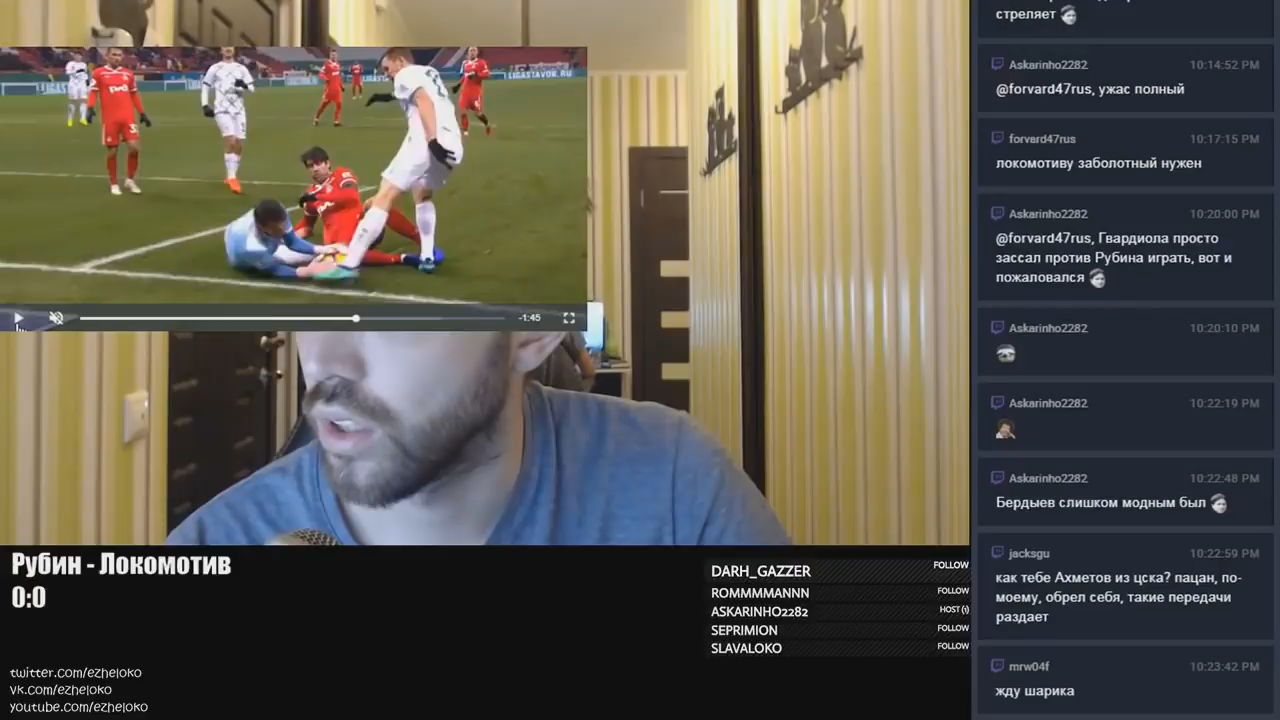 LIGASTAVOK.RU
РЖД
-1:45
Рубин - Локомотив
0:0
twitter.com/ezheloko
vk.com/ezheloko
youtube.com/ezheloko
DARH_GAZZER FOLLOW
ROMMMMANNN FOLLOW
ASKARINHO2282 HOST (1)
SEPRIMION FOLLOW
SLAVALOKO FOLLOW
стреляет
Askarinho2282 10:14:52 PM
@forvard47rus, ужас полный
forvard47rus 10:17:15 PM
локомотиву заболотный нужен
Askarinho2282 10:20:00 PM
@forvard47rus, Гвардиола просто
зассал против Рубина играть, вот и
пожаловался
Askarinho2282 10:20:10 PM
Askarinho2282 10:22:19 PM
Askarinho2282 10:22:48 PM
Бердыев слишком модным был
jacksgu 10:22:59 PM
как тебе Ахметов из цска? пацан, по-
моему, обрел себя, такие передачи
раздает
mrw04f 10:23:42 PM
жду шарика